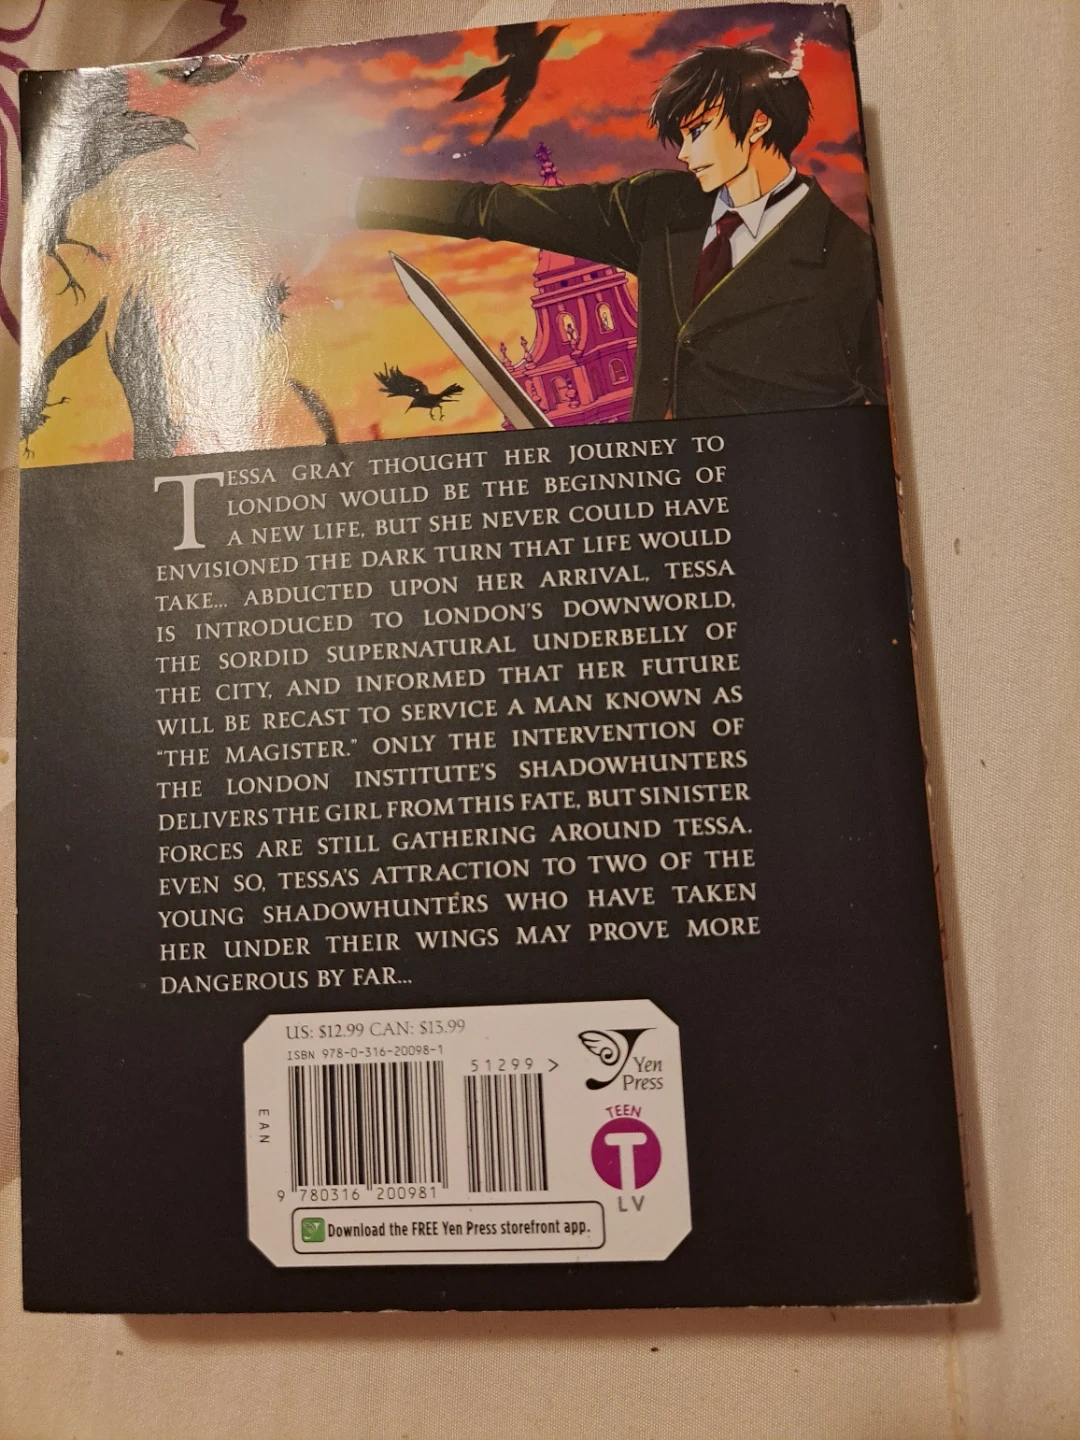 TESSA GRAY THOUGHT HER JOURNEY TO
LONDON WOULD BE THE BEGINNING OF
A NEW LIFE, BUT SHE NEVER COULD HAVE
ENVISIONED THE DARK TURN THAT LIFE WOULD
TAKE... ABDUCTED UPON HER ARRIVAL, TESSA
IS INTRODUCED TO LONDON'S DOWNWORLD,
THE SORDID SUPERNATURAL UNDERBELLY OF
THE CITY, AND INFORMED THAT HER FUTURE
WILL BE RECAST TO SERVICE A MAN KNOWN AS
"THE MAGISTER." ONLY THE INTERVENTION OF
THE LONDON INSTITUTE'S SHADOWHUNTERS
DELIVERS THE GIRL FROM THIS FATE, BUT SINISTER
FORCES ARE STILL GATHERING AROUND TESSA.
EVEN SO, TESSA'S ATTRACTION TO TWO OF THE
YOUNG SHADOWHUNTERS WHO HAVE TAKEN
HER UNDER THEIR WINGS MAY PROVE MORE
DANGEROUS BY FAR...
US: $12.99 CAN: $13.99
ISBN 978-0-316-20098-1
51299 >
EAN
9 780316 200981
Yen
Press
TEEN
T
LV
Download the FREE Yen Press storefront app.